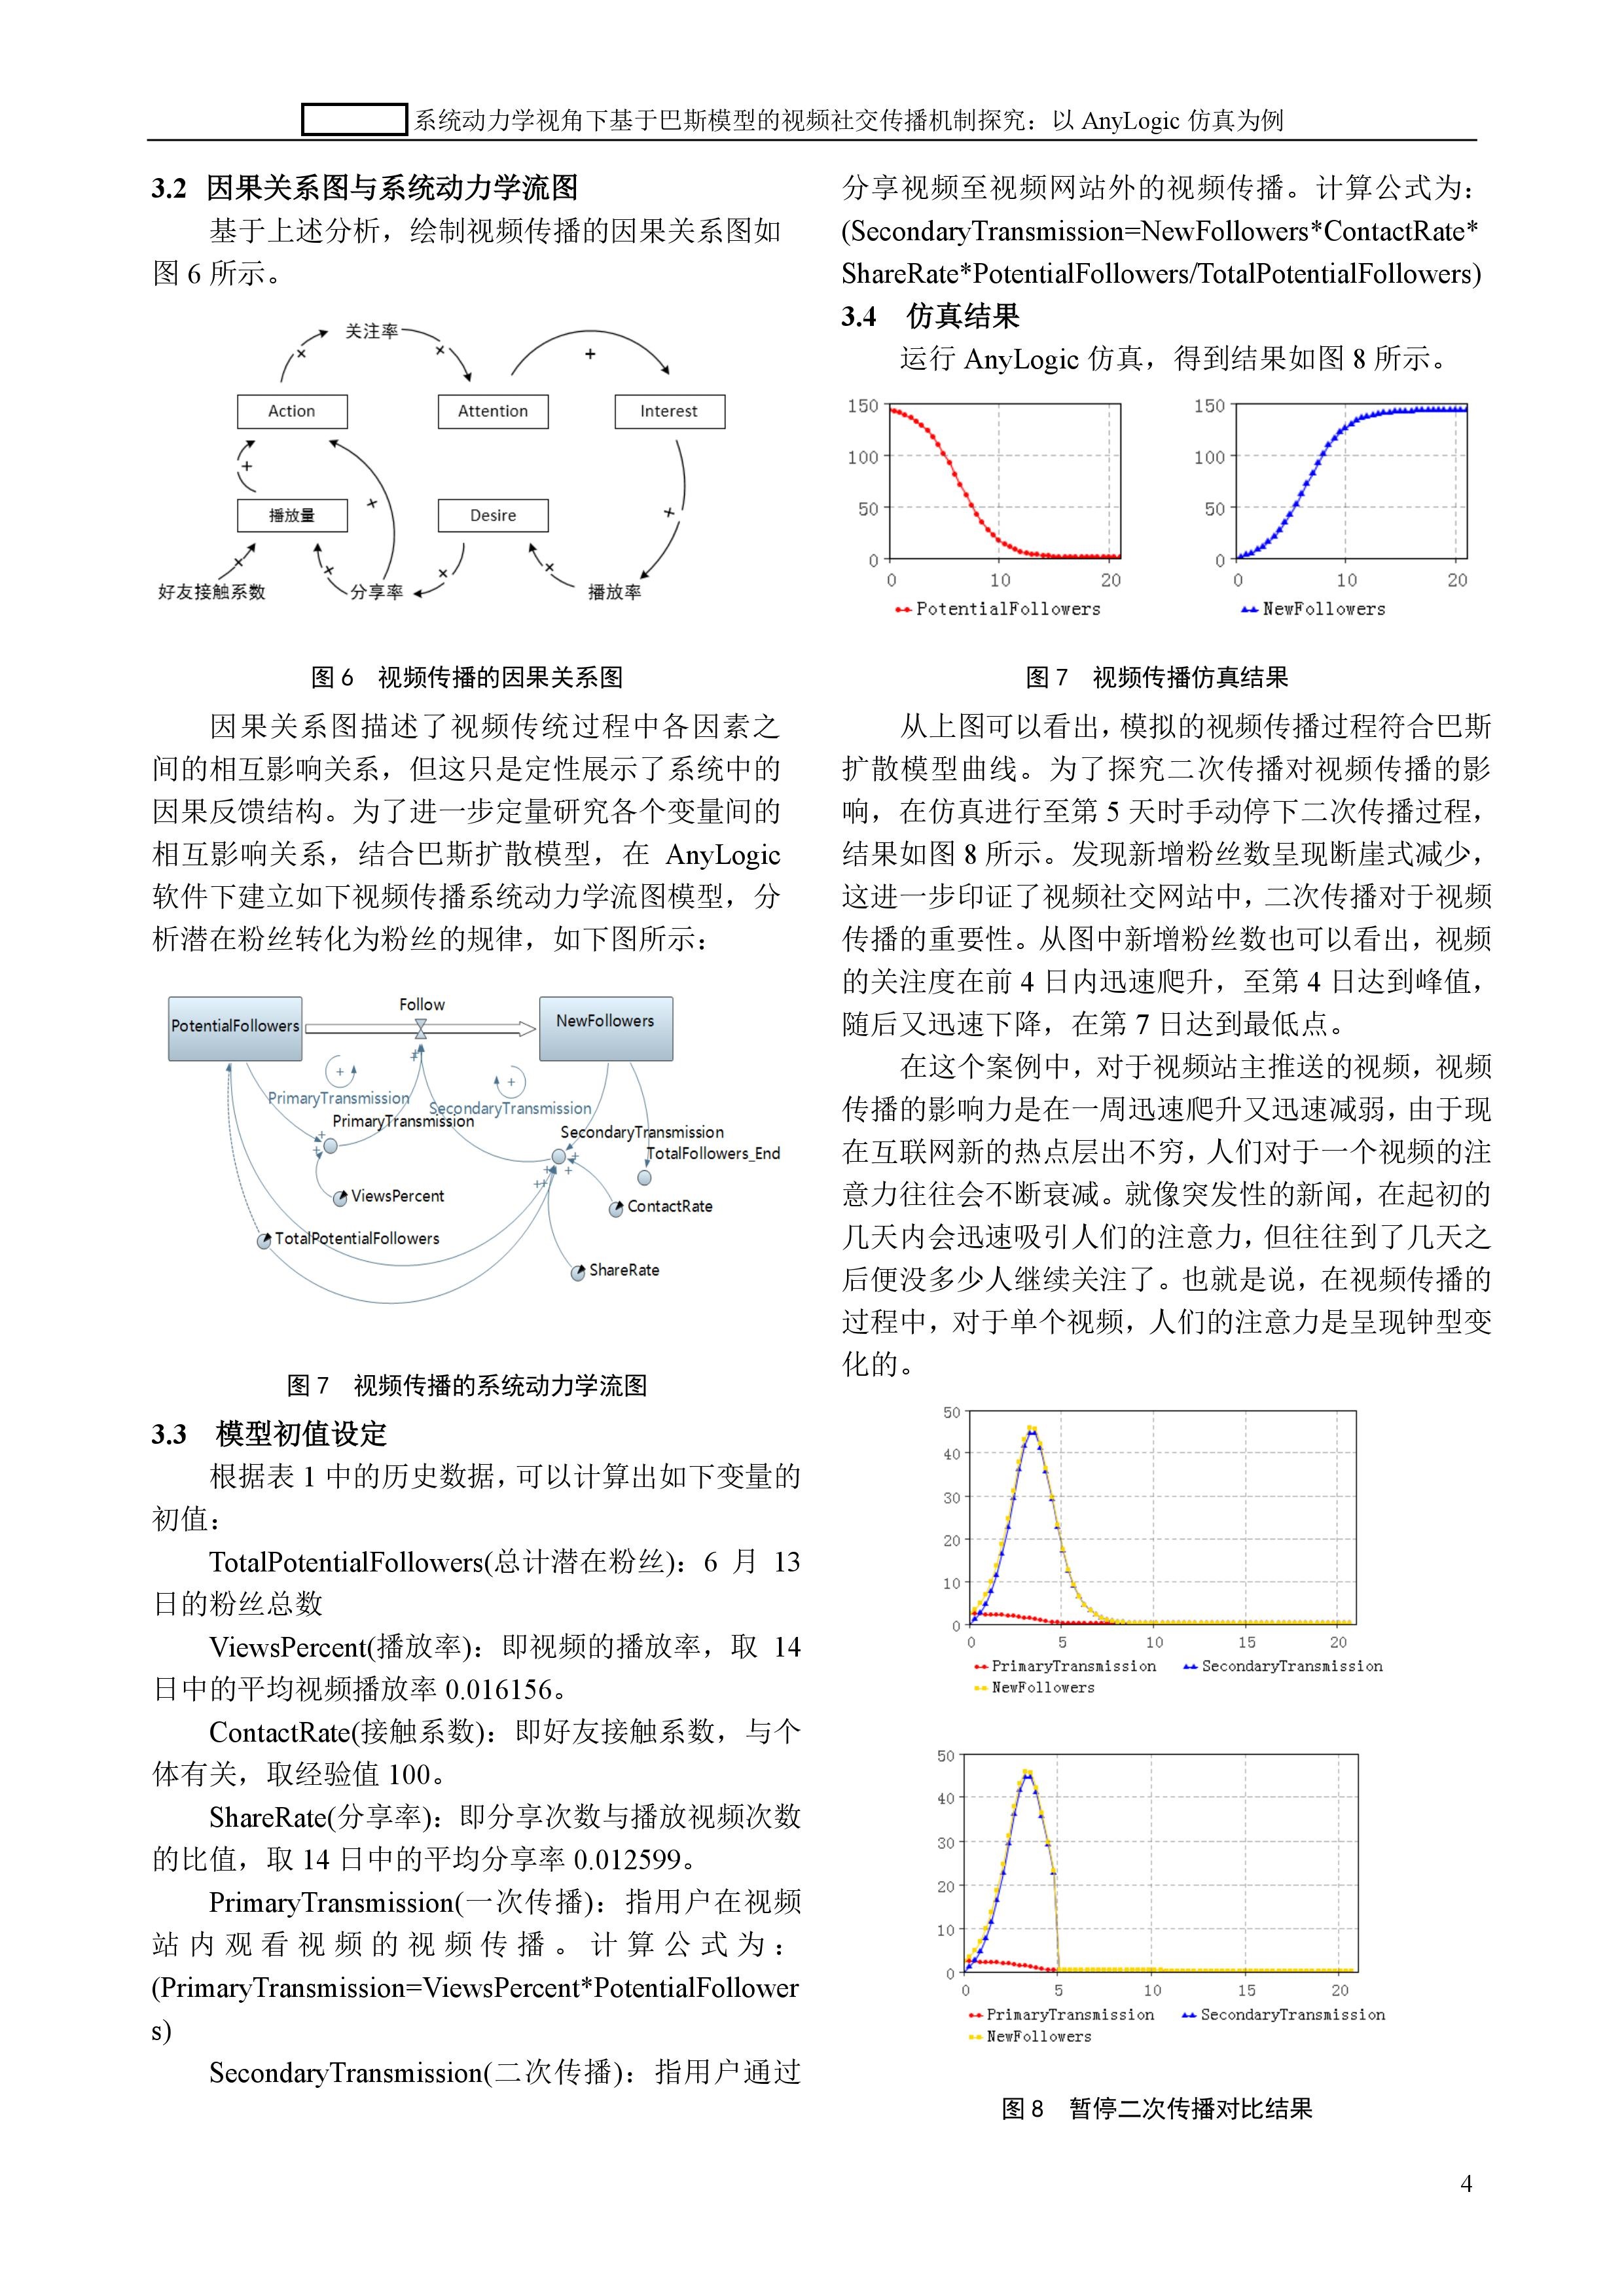 系统动力学视角下基于巴斯模型的视频社交传播机制探究：以 AnyLogic 仿真为例
3.2 因果关系图与系统动力学流图
基于上述分析，绘制视频传播的因果关系图如
图 6 所示。
关注率
×
×
+
Action
Attention
Interest
+
×
+
播放量
Desire
×
×
×
×
好友接触系数
分享率
播放率
图 6 视频传播的因果关系图
因果关系图描述了视频传统过程中各因素之
间的相互影响关系，但这只是定性展示了系统中的
因果反馈结构。为了进一步定量研究各个变量间的
相互影响关系，结合巴斯扩散模型，在 AnyLogic
软件下建立如下视频传播系统动力学流图模型，分
析潜在粉丝转化为粉丝的规律，如下图所示：
Follow
PotentialFollowers
NewFollowers
PrimaryTransmission
SecondaryTransmission
PrimaryTransmission
SecondaryTransmission
TotalFollowers_End
ViewsPercent
ContactRate
TotalPotentialFollowers
ShareRate
图 7 视频传播的系统动力学流图
3.3 模型初值设定
根据表 1 中的历史数据，可以计算出如下变量的
初值：
TotalPotentialFollowers(总计潜在粉丝)：6 月 13
日的粉丝总数
ViewsPercent(播放率)：即视频的播放率，取 14
日中的平均视频播放率 0.016156。
ContactRate(接触系数)：即好友接触系数，与个
体有关，取经验值 100。
ShareRate(分享率)：即分享次数与播放视频次数
的比值，取 14 日中的平均分享率 0.012599。
PrimaryTransmission(一次传播)：指用户在视频
站内观看视频的视频传播。计算公式为：
(PrimaryTransmission=ViewsPercent*PotentialFollower
s)
SecondaryTransmission(二次传播)：指用户通过
分享视频至视频网站外的视频传播。计算公式为：
(SecondaryTransmission=NewFollowers*ContactRate*
ShareRate*PotentialFollowers/TotalPotentialFollowers)
3.4 仿真结果
运行 AnyLogic 仿真，得到结果如图 8 所示。
150
100
50
0
0 10 20
PotentialFollowers
150
100
50
0
0 10 20
NewFollowers
图 7 视频传播仿真结果
从上图可以看出，模拟的视频传播过程符合巴斯
扩散模型曲线。为了探究二次传播对视频传播的影
响，在仿真进行至第 5 天时手动停下二次传播过程，
结果如图 8 所示。发现新增粉丝数呈现断崖式减少，
这进一步印证了视频社交网站中，二次传播对于视频
传播的重要性。从图中新增粉丝数也可以看出，视频
的关注度在前 4 日内迅速爬升，至第 4 日达到峰值，
随后又迅速下降，在第 7 日达到最低点。
在这个案例中，对于视频站主推送的视频，视频
传播的影响力是在一周迅速爬升又迅速减弱，由于现
在互联网新的热点层出不穷，人们对于一个视频的注
意力往往会不断衰减。就像突发性的新闻，在起初的
几天内会迅速吸引人们的注意力，但往往到了几天之
后便没多少人继续关注了。也就是说，在视频传播的
过程中，对于单个视频，人们的注意力是呈现钟型变
化的。
50
40
30
20
10
0
0 5 10 15 20
PrimaryTransmission SecondaryTransmission
NewFollowers
50
40
30
20
10
0
0 5 10 15 20
PrimaryTransmission SecondaryTransmission
NewFollowers
图 8 暂停二次传播对比结果
4